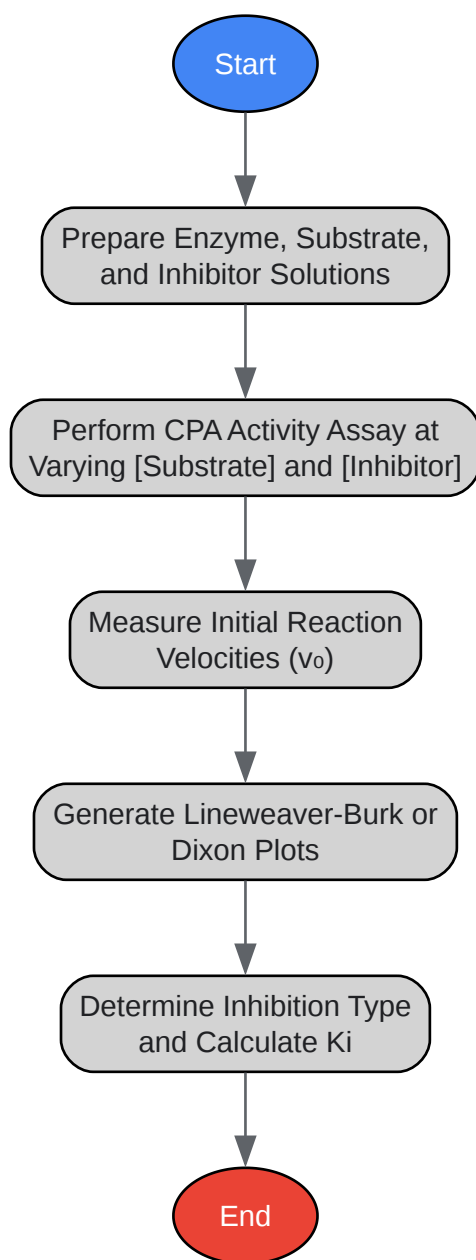 Start
Prepare Enzyme, Substrate,
and Inhibitor Solutions
Perform CPA Activity Assay at
Varying [Substrate] and [Inhibitor]
Measure Initial Reaction
Velocities (v₀)
Generate Lineweaver-Burk or
Dixon Plots
Determine Inhibition Type
and Calculate Ki
End